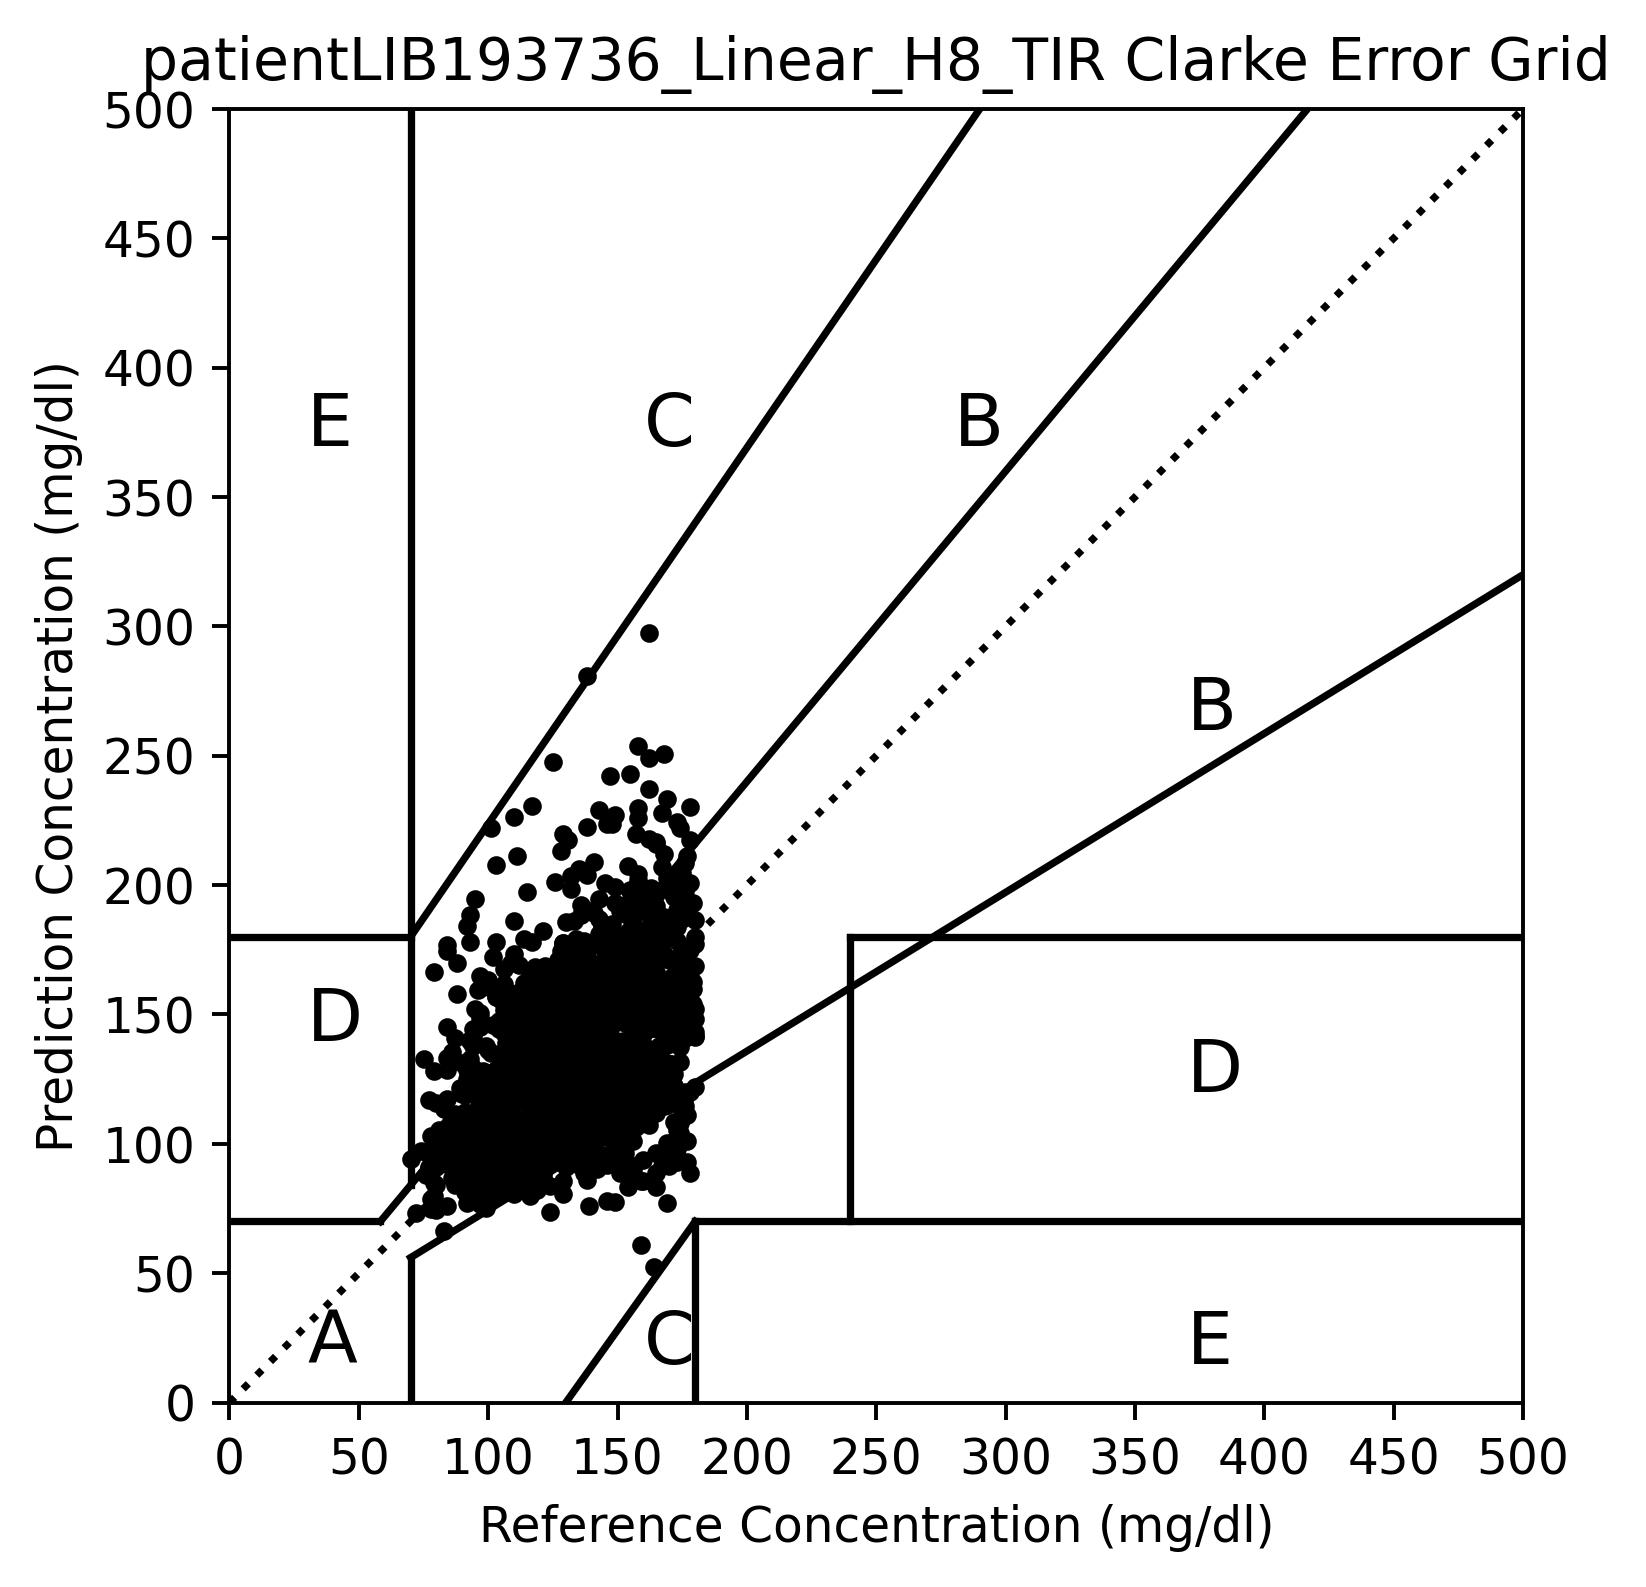 patientLIB193736_Linear_H8_TIR Clarke Error Grid
500
450
400
350
300
250
200
150
100
50
0
Prediction Concentration (mg/dl)
E
C
B
B
D
D
A
C
E
0 50 100 150 200 250 300 350 400 450 500
Reference Concentration (mg/dl)